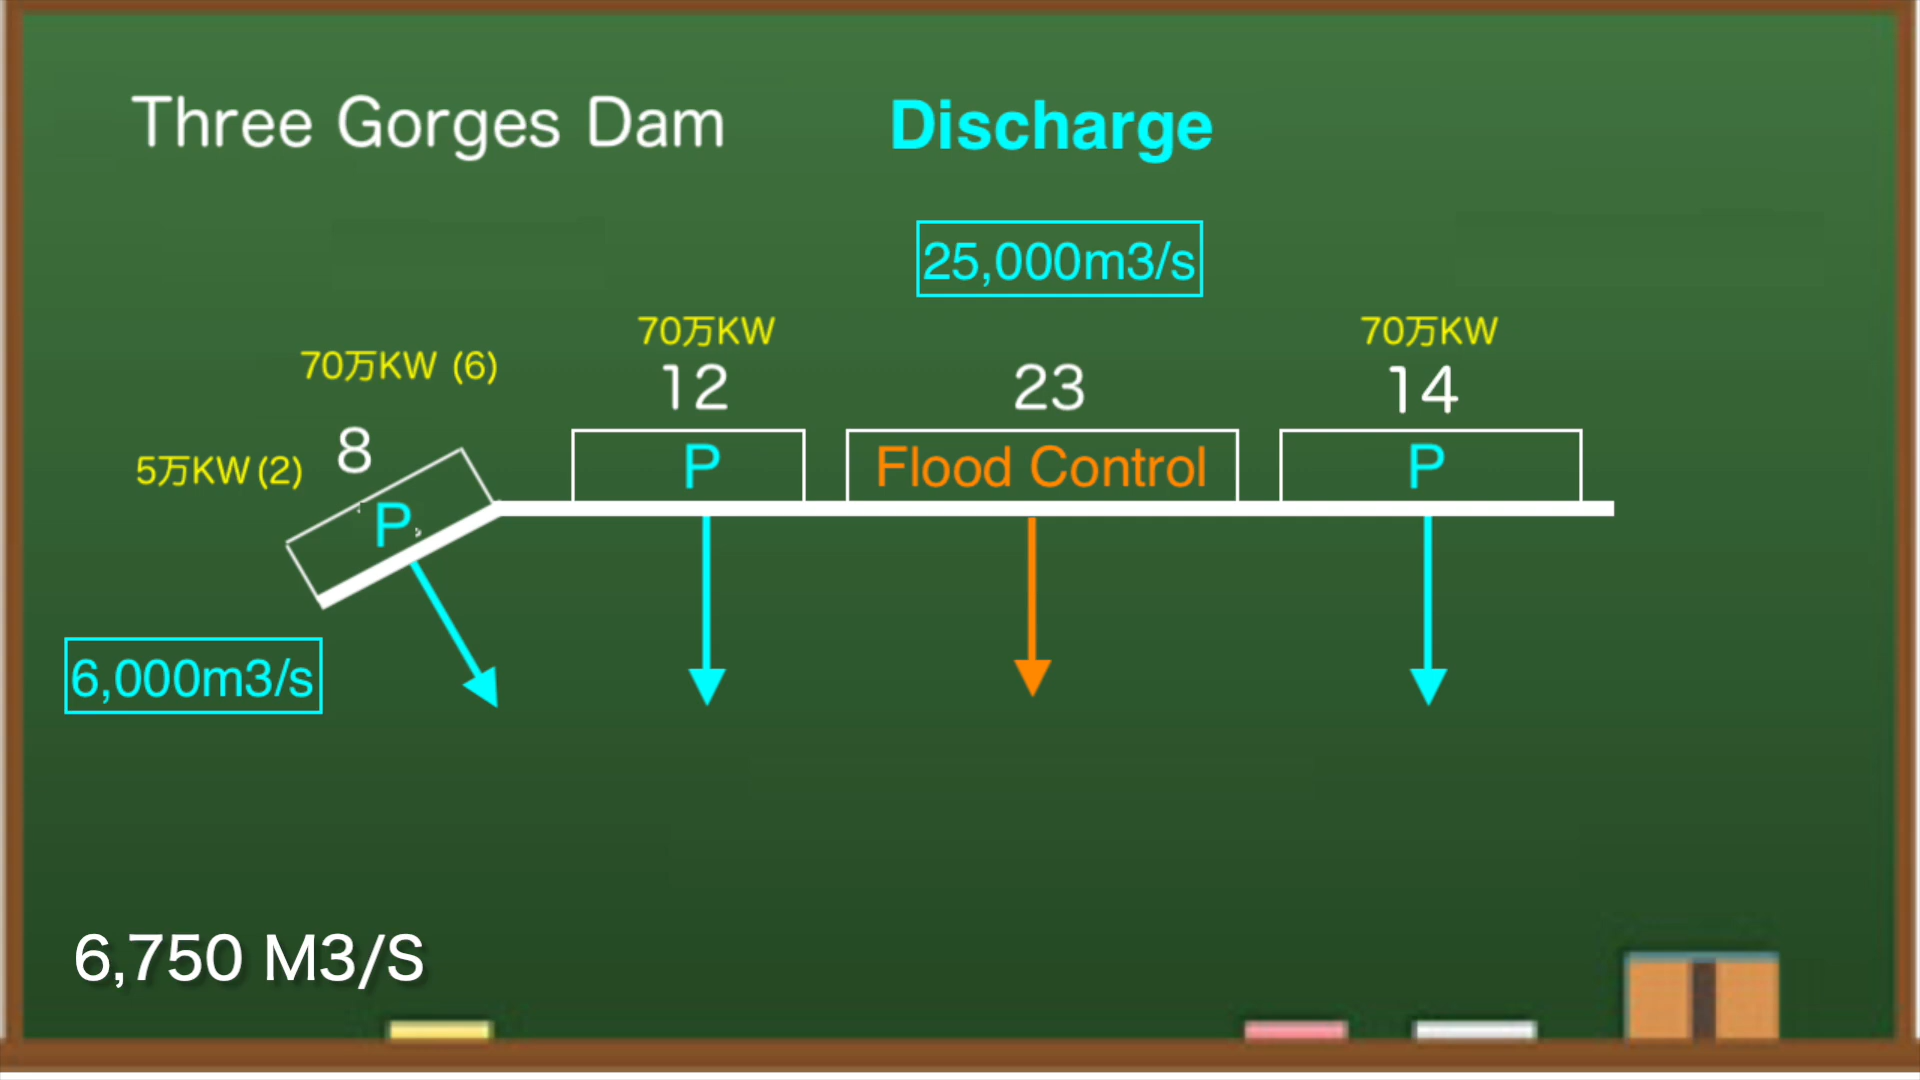 Three Gorges Dam
Discharge
25,000m3/s
70万KW
70万KW
70万KW (6)
12
23
14
8
5万KW (2)
P
Flood Control
P
P
6,000m3/s
6,750 M3/S